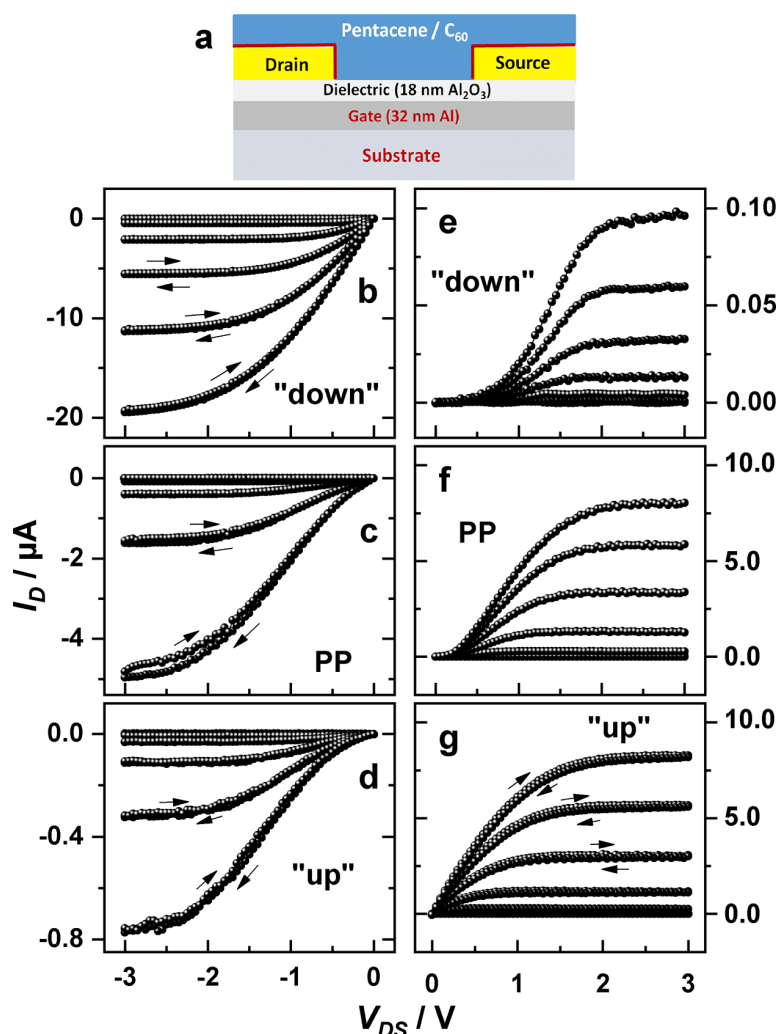 a
Pentacene / C₆₀
Drain
Source
Dielectric (18 nm Al₂O₃)
Gate (32 nm Al)
Substrate
0
-5
-10
-20
b
"down"
e
"down"
0.10
0.05
0.00
0
-2
-4
c
PP
f
PP
10.0
5.0
0.0
0.0
-0.4
-0.8
d
"up"
g
"up"
10.0
5.0
0.0
-3
-2
-1
0
0
1
2
3
I_D / µA
V_DS / V